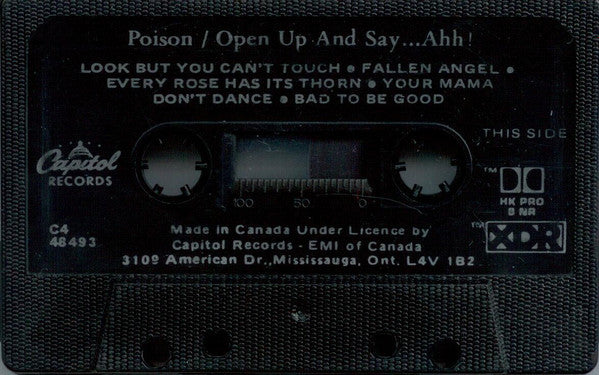 Poison / Open Up And Say...Ahh!
LOOK BUT YOU CAN'T TOUCH • FALLEN ANGEL •
EVERY ROSE HAS ITS THORN • YOUR MAMA
DON'T DANCE • BAD TO BE GOOD
THIS SIDE
Capitol
RECORDS
™
HX PRO
B NR
100 50 0
C4
48493
™ XDR
Made in Canada Under Licence by
Capitol Records - EMI of Canada
3109 American Dr., Mississauga, Ont. L4V 1B2